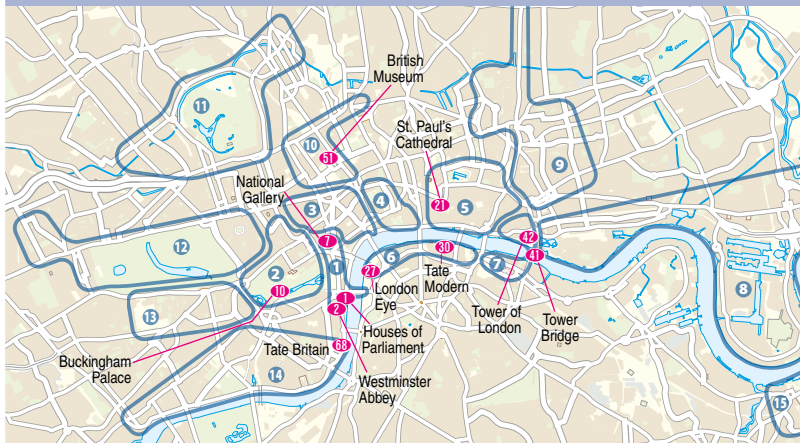 British
Museum
St. Paul's
Cathedral
11
10
51
9
National
Gallery
21
3
4
5
7
42
12
1
6
30
7
41
2
27
Tate
Modern
8
10
London
Eye
1
2
13
Tower of
London
Tower
Bridge
Houses of
Parliament
Buckingham
Palace
Tate Britain
68
14
Westminster
Abbey
15